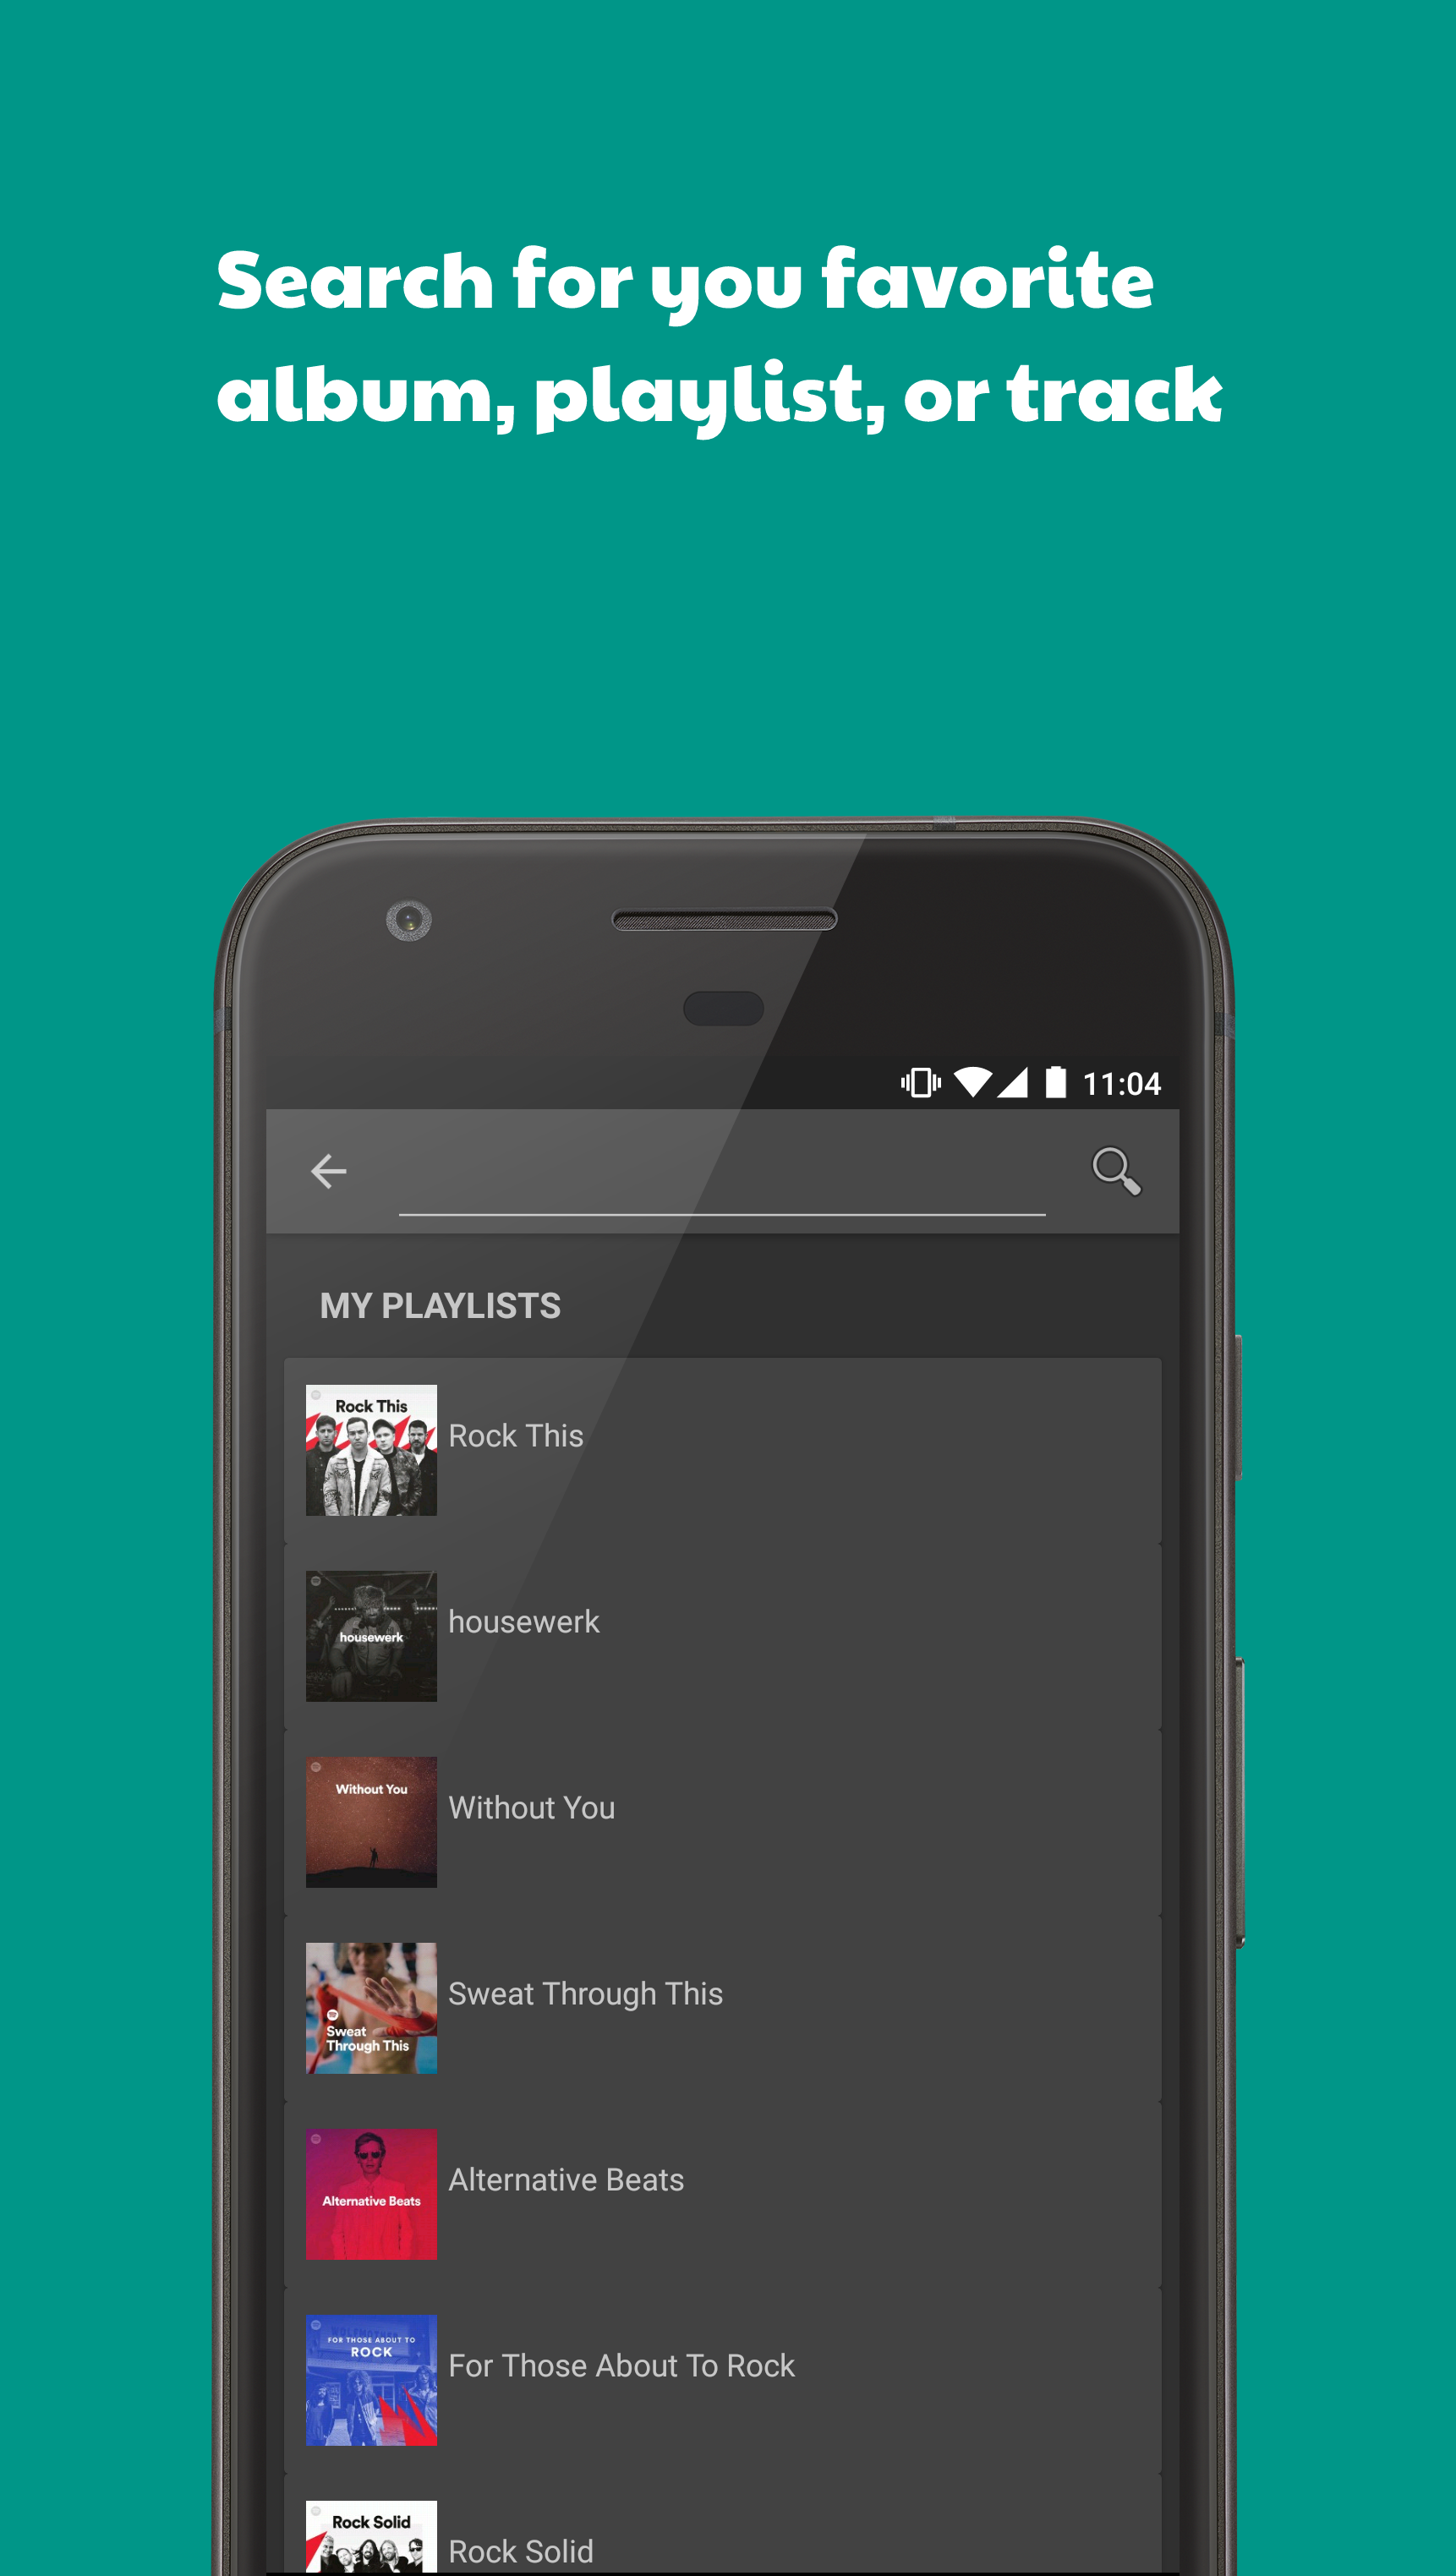 Search for you favorite
album, playlist, or track
11:04
MY PLAYLISTS
Rock This
Rock This
housewerk
housewerk
Without You
Without You
Sweat
Through This
Sweat Through This
Alternative Beats
Alternative Beats
FOR THOSE ABOUT TO
ROCK
For Those About To Rock
Rock Solid
Rock Solid